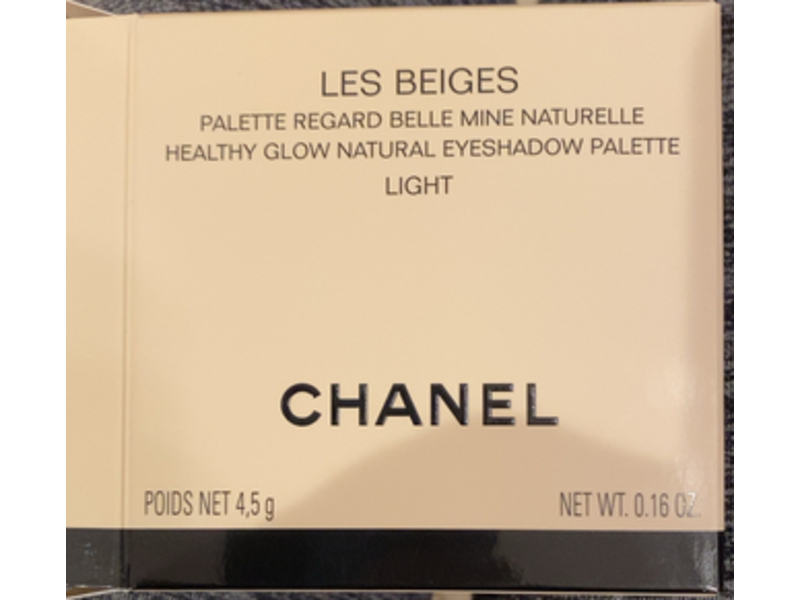 LES BEIGES
PALETTE REGARD BELLE MINE NATURELLE
HEALTHY GLOW NATURAL EYESHADOW PALETTE
LIGHT
CHANEL
POIDS NET 4,5 g NET WT. 0.16 OZ.